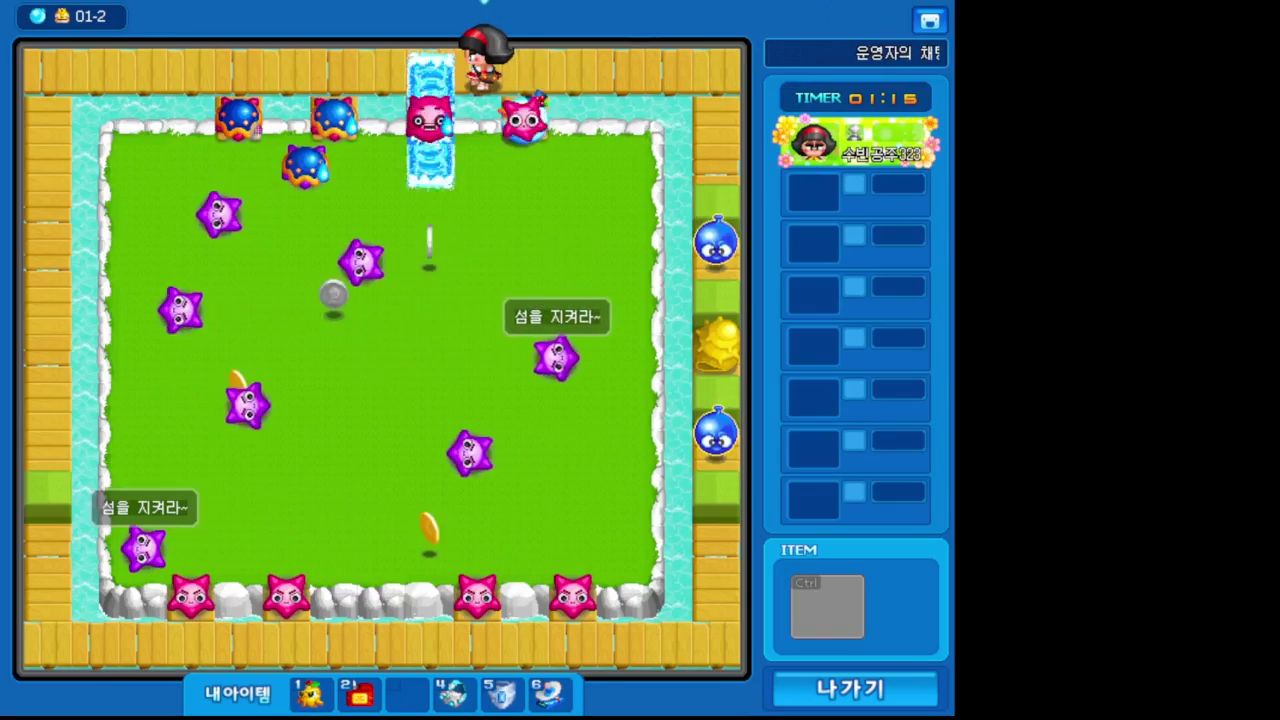 01-2
운영자의 채
TIMER 01:15
수빈공주023
섬을 지켜라~
섬을 지켜라~
ITEM
Ctrl
내아이템 1 2 4 5 6
나가기